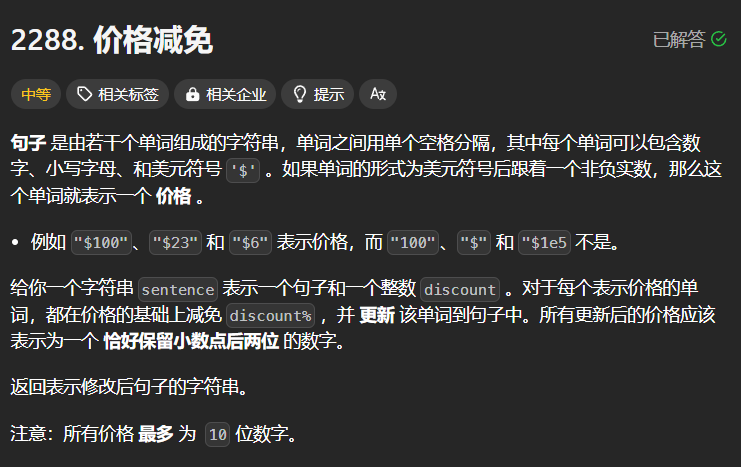 2288. 价格减免
已解答
中等 相关标签 相关企业 提示 A文
句子 是由若干个单词组成的字符串，单词之间用单个空格分隔，其中每个单词可以包含数
字、小写字母、和美元符号 '$' 。如果单词的形式为美元符号后跟着一个非负实数，那么这
个单词就表示一个 价格 。
• 例如 "$100"、"$23" 和 "$6" 表示价格，而 "100"、"$" 和 "$1e5 不是。
给你一个字符串 sentence 表示一个句子和一个整数 discount 。对于每个表示价格的单
词，都在价格的基础上减免 discount% ，并 更新 该单词到句子中。所有更新后的价格应该
表示为一个 恰好保留小数点后两位 的数字。
返回表示修改后句子的字符串。
注意：所有价格 最多 为 10 位数字。